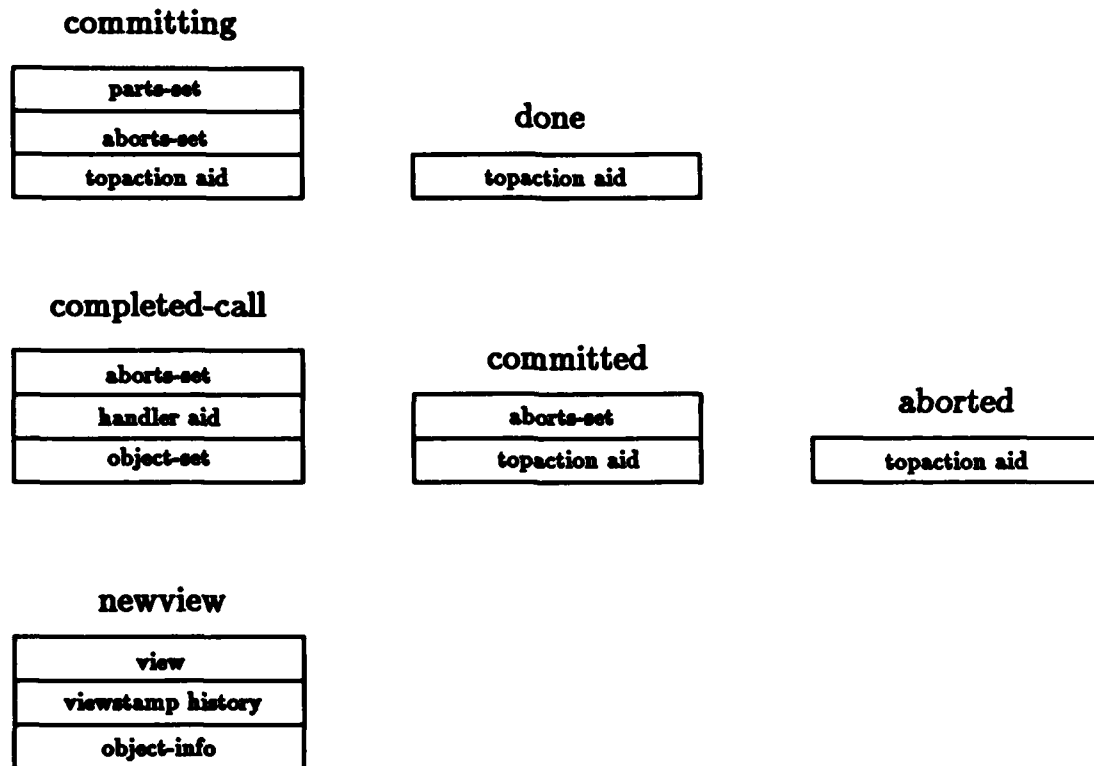 committing
parts-set
aborts-set
topaction aid
done
topaction aid
completed-call
aborts-set
handler aid
object-set
committed
aborts-set
topaction aid
aborted
topaction aid
newview
view
viewstamp history
object-info